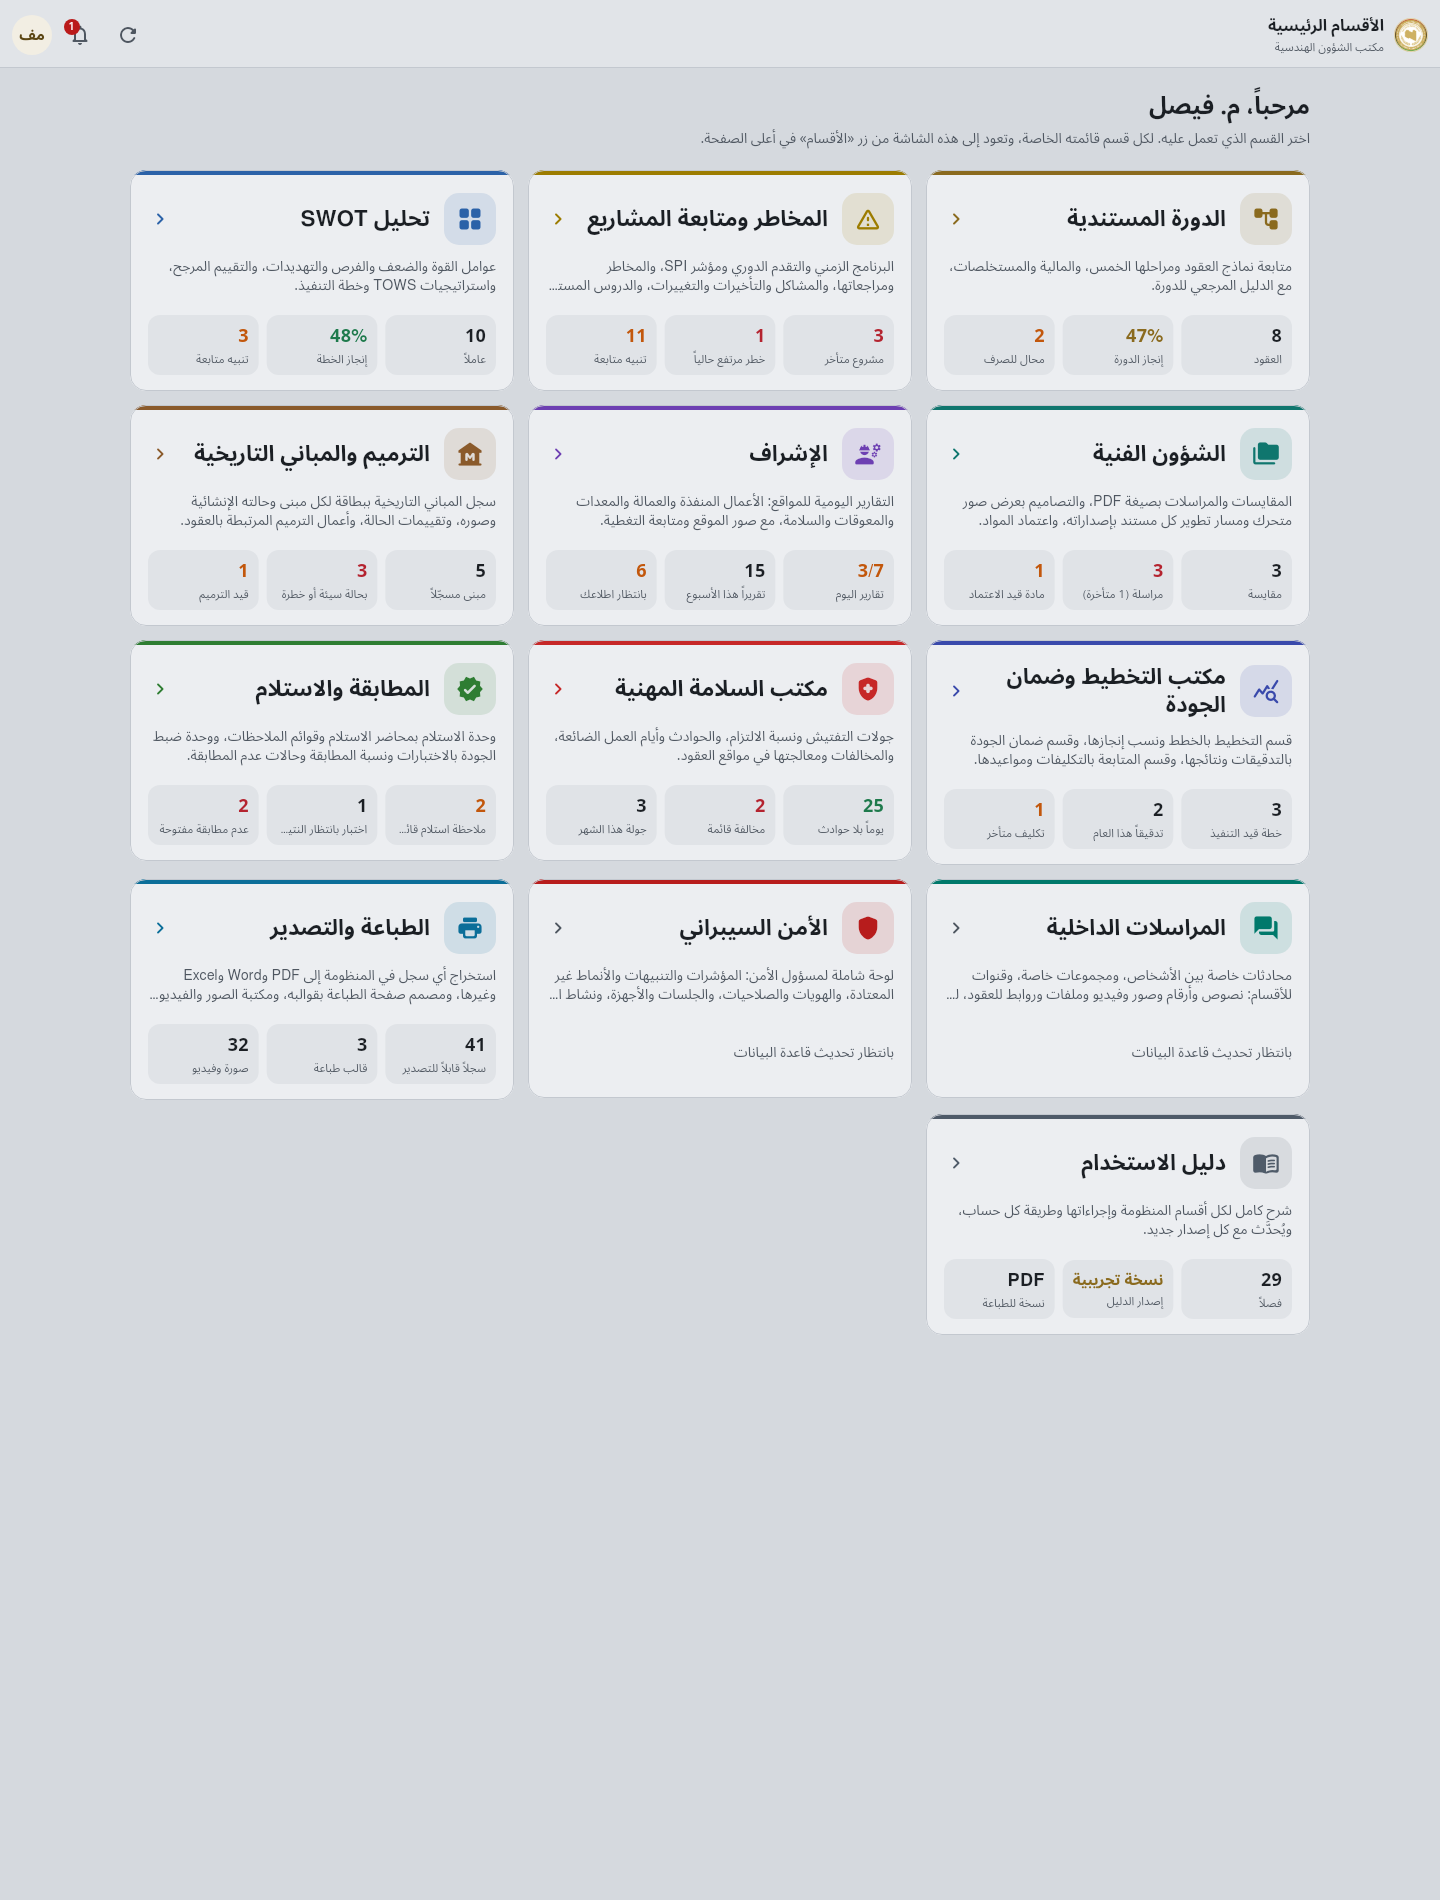 الأقسام الرئيسية
مكتب الشؤون الهندسية
1
مف
مرحباً، م. فيصل
اختر القسم الذي تعمل عليه. لكل قسم قائمته الخاصة، وتعود إلى هذه الشاشة من زر «الأقسام» في أعلى الصفحة.
الدورة المستندية
متابعة نماذج العقود ومراحلها الخمس، والمالية والمستخلصات،
مع الدليل المرجعي للدورة.
8
العقود
47%
إنجاز الدورة
2
محال للصرف
المخاطر ومتابعة المشاريع
البرنامج الزمني والتقدم الدوري ومؤشر SPI، والمخاطر
ومراجعاتها، والمشاكل والتأخيرات والتغييرات، والدروس المست...
3
مشروع متأخر
1
خطر مرتفع حالياً
11
تنبيه متابعة
تحليل SWOT
عوامل القوة والضعف والفرص والتهديدات، والتقييم المرجح،
واستراتيجيات TOWS وخطة التنفيذ.
10
عاملاً
48%
إنجاز الخطة
3
تنبيه متابعة
الشؤون الفنية
المقايسات والمراسلات بصيغة PDF، والتصاميم بعرض صور
متحرك ومسار تطوير كل مستند بإصداراته، واعتماد المواد.
3
مقايسة
3
مراسلة (1 متأخرة)
1
مادة قيد الاعتماد
الإشراف
التقارير اليومية للمواقع: الأعمال المنفذة والعمالة والمعدات
والمعوقات والسلامة، مع صور الموقع ومتابعة التغطية.
3/7
تقارير اليوم
15
تقريراً هذا الأسبوع
6
بانتظار اطلاعك
الترميم والمباني التاريخية
سجل المباني التاريخية ببطاقة لكل مبنى وحالته الإنشائية
وصوره، وتقييمات الحالة، وأعمال الترميم المرتبطة بالعقود.
5
مبنى مسجّلاً
3
بحالة سيئة أو خطرة
1
قيد الترميم
مكتب التخطيط وضمان
الجودة
قسم التخطيط بالخطط ونسب إنجازها، وقسم ضمان الجودة
بالتدقيقات ونتائجها، وقسم المتابعة بالتكليفات ومواعيدها.
3
خطة قيد التنفيذ
2
تدقيقاً هذا العام
1
تكليف متأخر
مكتب السلامة المهنية
جولات التفتيش ونسبة الالتزام، والحوادث وأيام العمل الضائعة،
والمخالفات ومعالجتها في مواقع العقود.
25
يوماً بلا حوادث
2
مخالفة قائمة
3
جولة هذا الشهر
المطابقة والاستلام
وحدة الاستلام بمحاضر الاستلام وقوائم الملاحظات، ووحدة ضبط
الجودة بالاختبارات ونسبة المطابقة وحالات عدم المطابقة.
2
ملاحظة استلام قائ...
1
اختبار بانتظار النتي...
2
عدم مطابقة مفتوحة
المراسلات الداخلية
محادثات خاصة بين الأشخاص، ومجموعات خاصة، وقنوات
للأقسام: نصوص وأرقام وصور وفيديو وملفات وروابط للعقود، ل...
بانتظار تحديث قاعدة البيانات
الأمن السيبراني
لوحة شاملة لمسؤول الأمن: المؤشرات والتنبيهات والأنماط غير
المعتادة، والهويات والصلاحيات، والجلسات والأجهزة، ونشاط ا...
بانتظار تحديث قاعدة البيانات
الطباعة والتصدير
استخراج أي سجل في المنظومة إلى PDF وWord وExcel
وغيرها، ومصمم صفحة الطباعة بقوالبه، ومكتبة الصور والفيديو...
41
سجلاً قابلاً للتصدير
3
قالب طباعة
32
صورة وفيديو
دليل الاستخدام
شرح كامل لكل أقسام المنظومة وإجراءاتها وطريقة كل حساب،
ويُحدَّث مع كل إصدار جديد.
29
فصلاً
نسخة تجريبية
إصدار الدليل
PDF
نسخة للطباعة